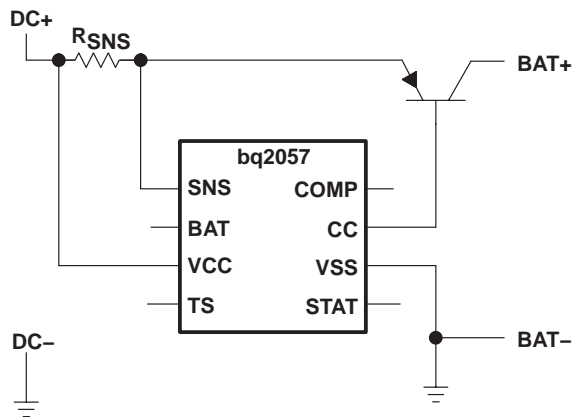 DC+
RSNS
BAT+
bq2057
SNS
COMP
BAT
CC
VCC
VSS
TS
STAT
DC–
BAT–